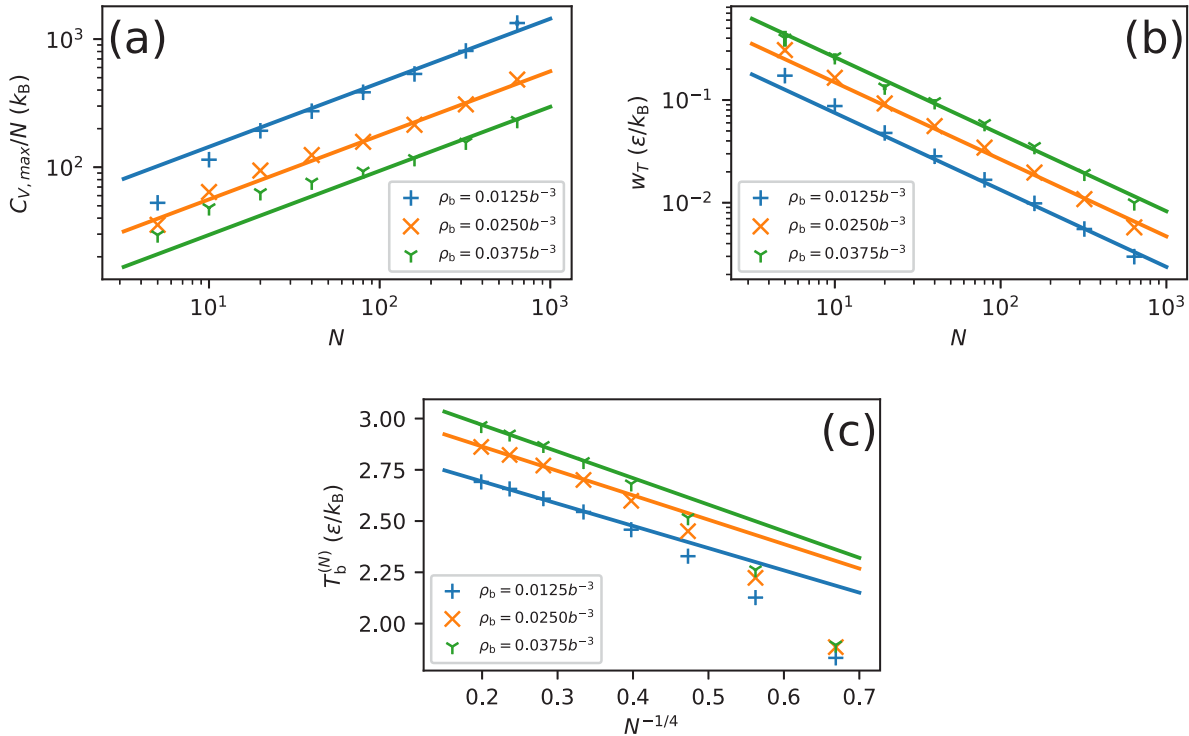 (a)
C_{V,max}/N (k_B)
10^3
10^2
ρ_b = 0.0125b^{−3}
ρ_b = 0.0250b^{−3}
ρ_b = 0.0375b^{−3}
10^1 10^2 10^3
N
(b)
w_T (ε/k_B)
10^{−1}
10^{−2}
ρ_b = 0.0125b^{−3}
ρ_b = 0.0250b^{−3}
ρ_b = 0.0375b^{−3}
10^1 10^2 10^3
N
(c)
T_b^{(N)} (ε/k_B)
3.00
2.75
2.50
2.25
2.00
ρ_b = 0.0125b^{−3}
ρ_b = 0.0250b^{−3}
ρ_b = 0.0375b^{−3}
0.2 0.3 0.4 0.5 0.6 0.7
N^{−1/4}